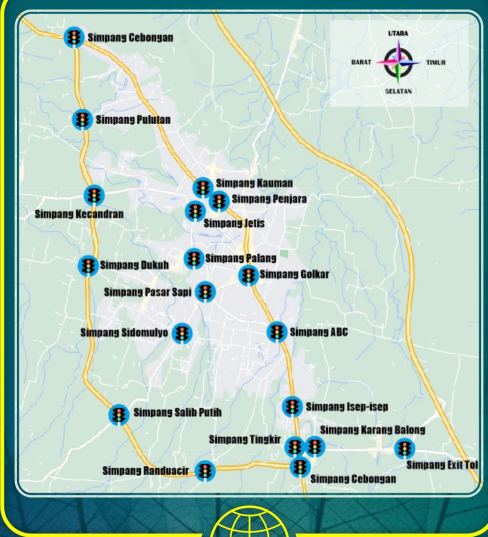 Simpang Cebongan
UTARA
BARAT
TIMUR
SELATAN
Simpang Pulutan
Simpang Kauman
Simpang Penjara
Simpang Kecandran
Simpang Jetis
Simpang Dukuh
Simpang Palang
Simpang Golkar
Simpang Pasar Sapi
Simpang Sidomulyo
Simpang ABC
Simpang Isep-isep
Simpang Salib Putih
Simpang Karang Balong
Simpang Tingkir
Simpang Exit Tol
Simpang Randuacir
Simpang Cebongan